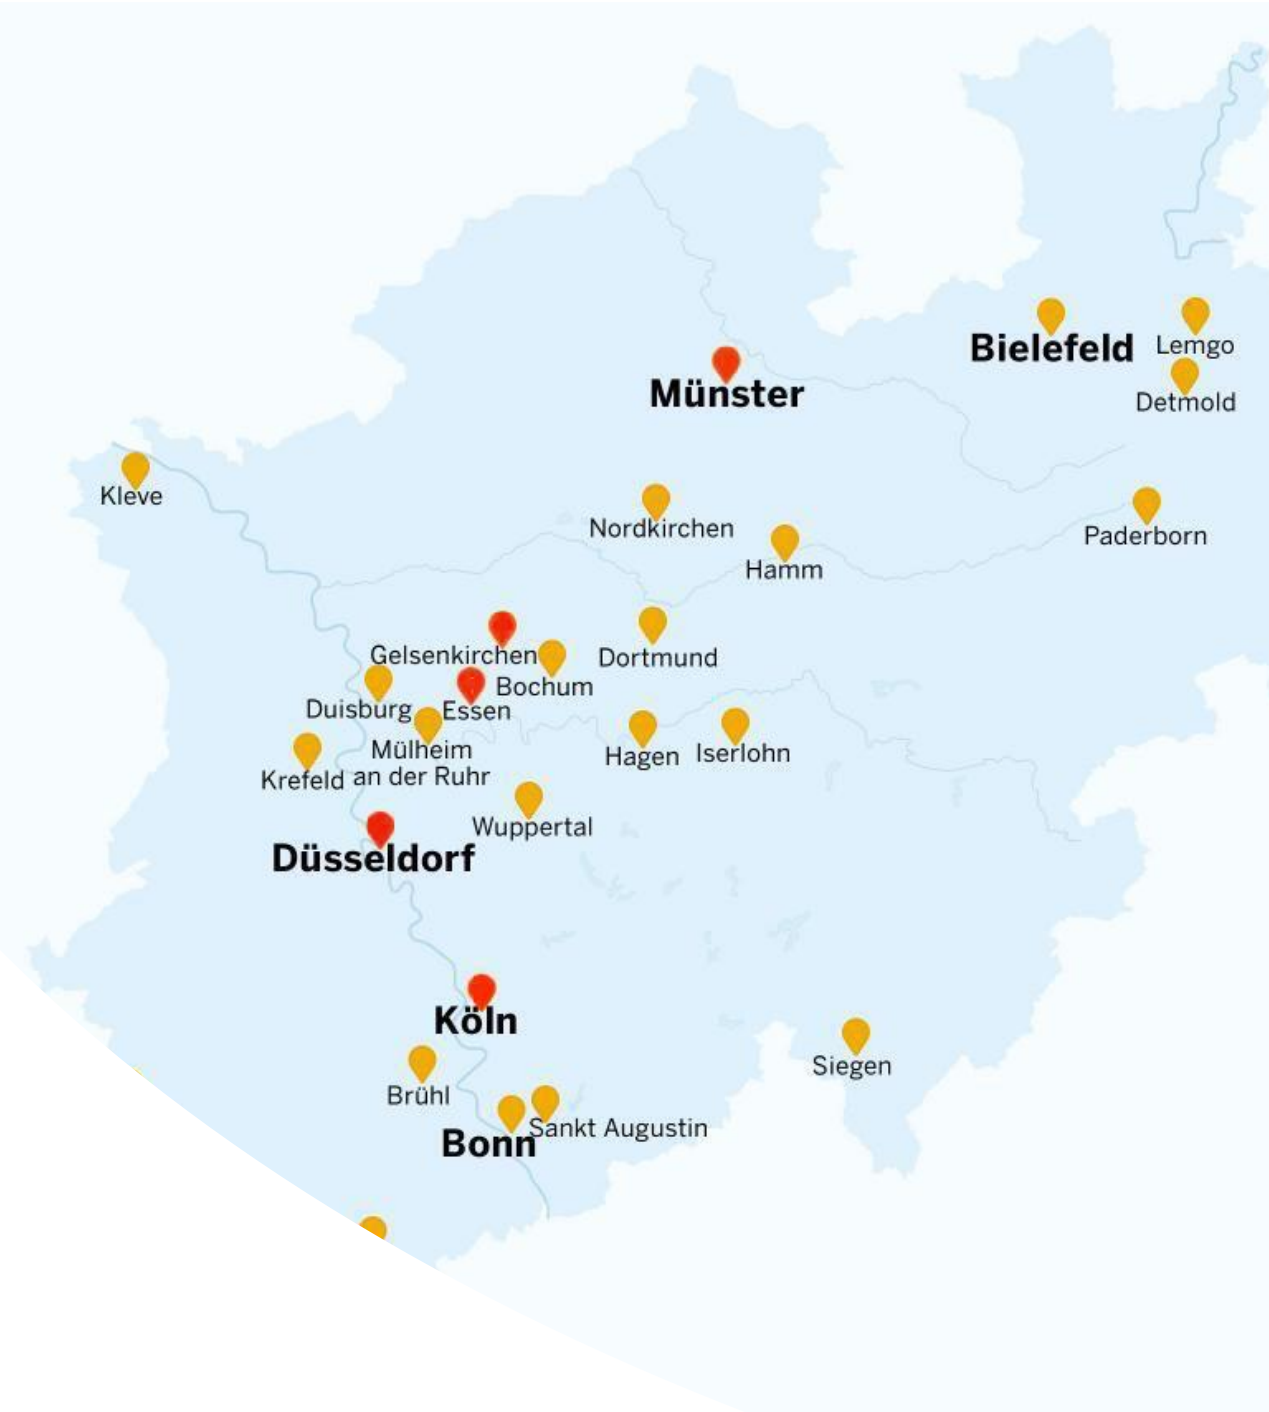 Bielefeld
Lemgo
Münster
Detmold
Kleve
Nordkirchen
Paderborn
Hamm
Gelsenkirchen
Dortmund
Bochum
Duisburg
Essen
Mülheim
an der Ruhr
Hagen
Iserlohn
Krefeld
Wuppertal
Düsseldorf
Köln
Siegen
Brühl
Sankt Augustin
Bonn